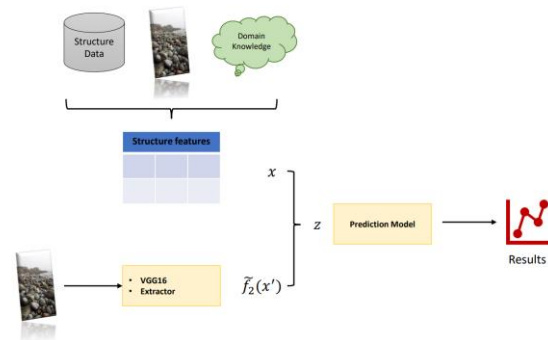 Structure
Data
Domain
Knowledge
Structure features
x
z
Prediction Model
• VGG16
• Extractor
f̃₂(x′)
Results